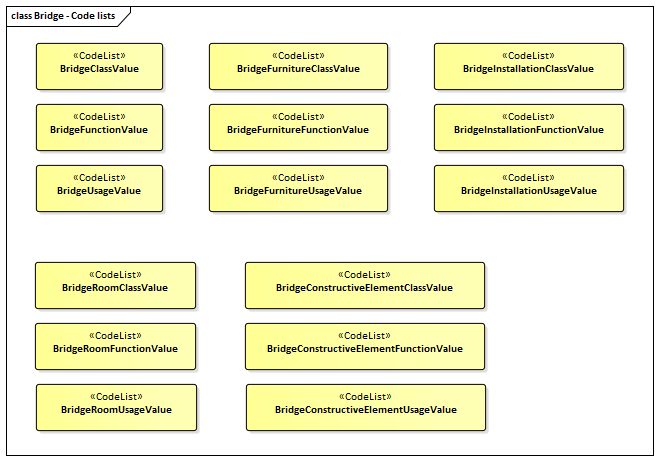 class Bridge - Code lists
«CodeList»
BridgeClassValue
«CodeList»
BridgeFurnitureClassValue
«CodeList»
BridgeInstallationClassValue
«CodeList»
BridgeFunctionValue
«CodeList»
BridgeFurnitureFunctionValue
«CodeList»
BridgeInstallationFunctionValue
«CodeList»
BridgeUsageValue
«CodeList»
BridgeFurnitureUsageValue
«CodeList»
BridgeInstallationUsageValue
«CodeList»
BridgeRoomClassValue
«CodeList»
BridgeConstructiveElementClassValue
«CodeList»
BridgeRoomFunctionValue
«CodeList»
BridgeConstructiveElementFunctionValue
«CodeList»
BridgeRoomUsageValue
«CodeList»
BridgeConstructiveElementUsageValue